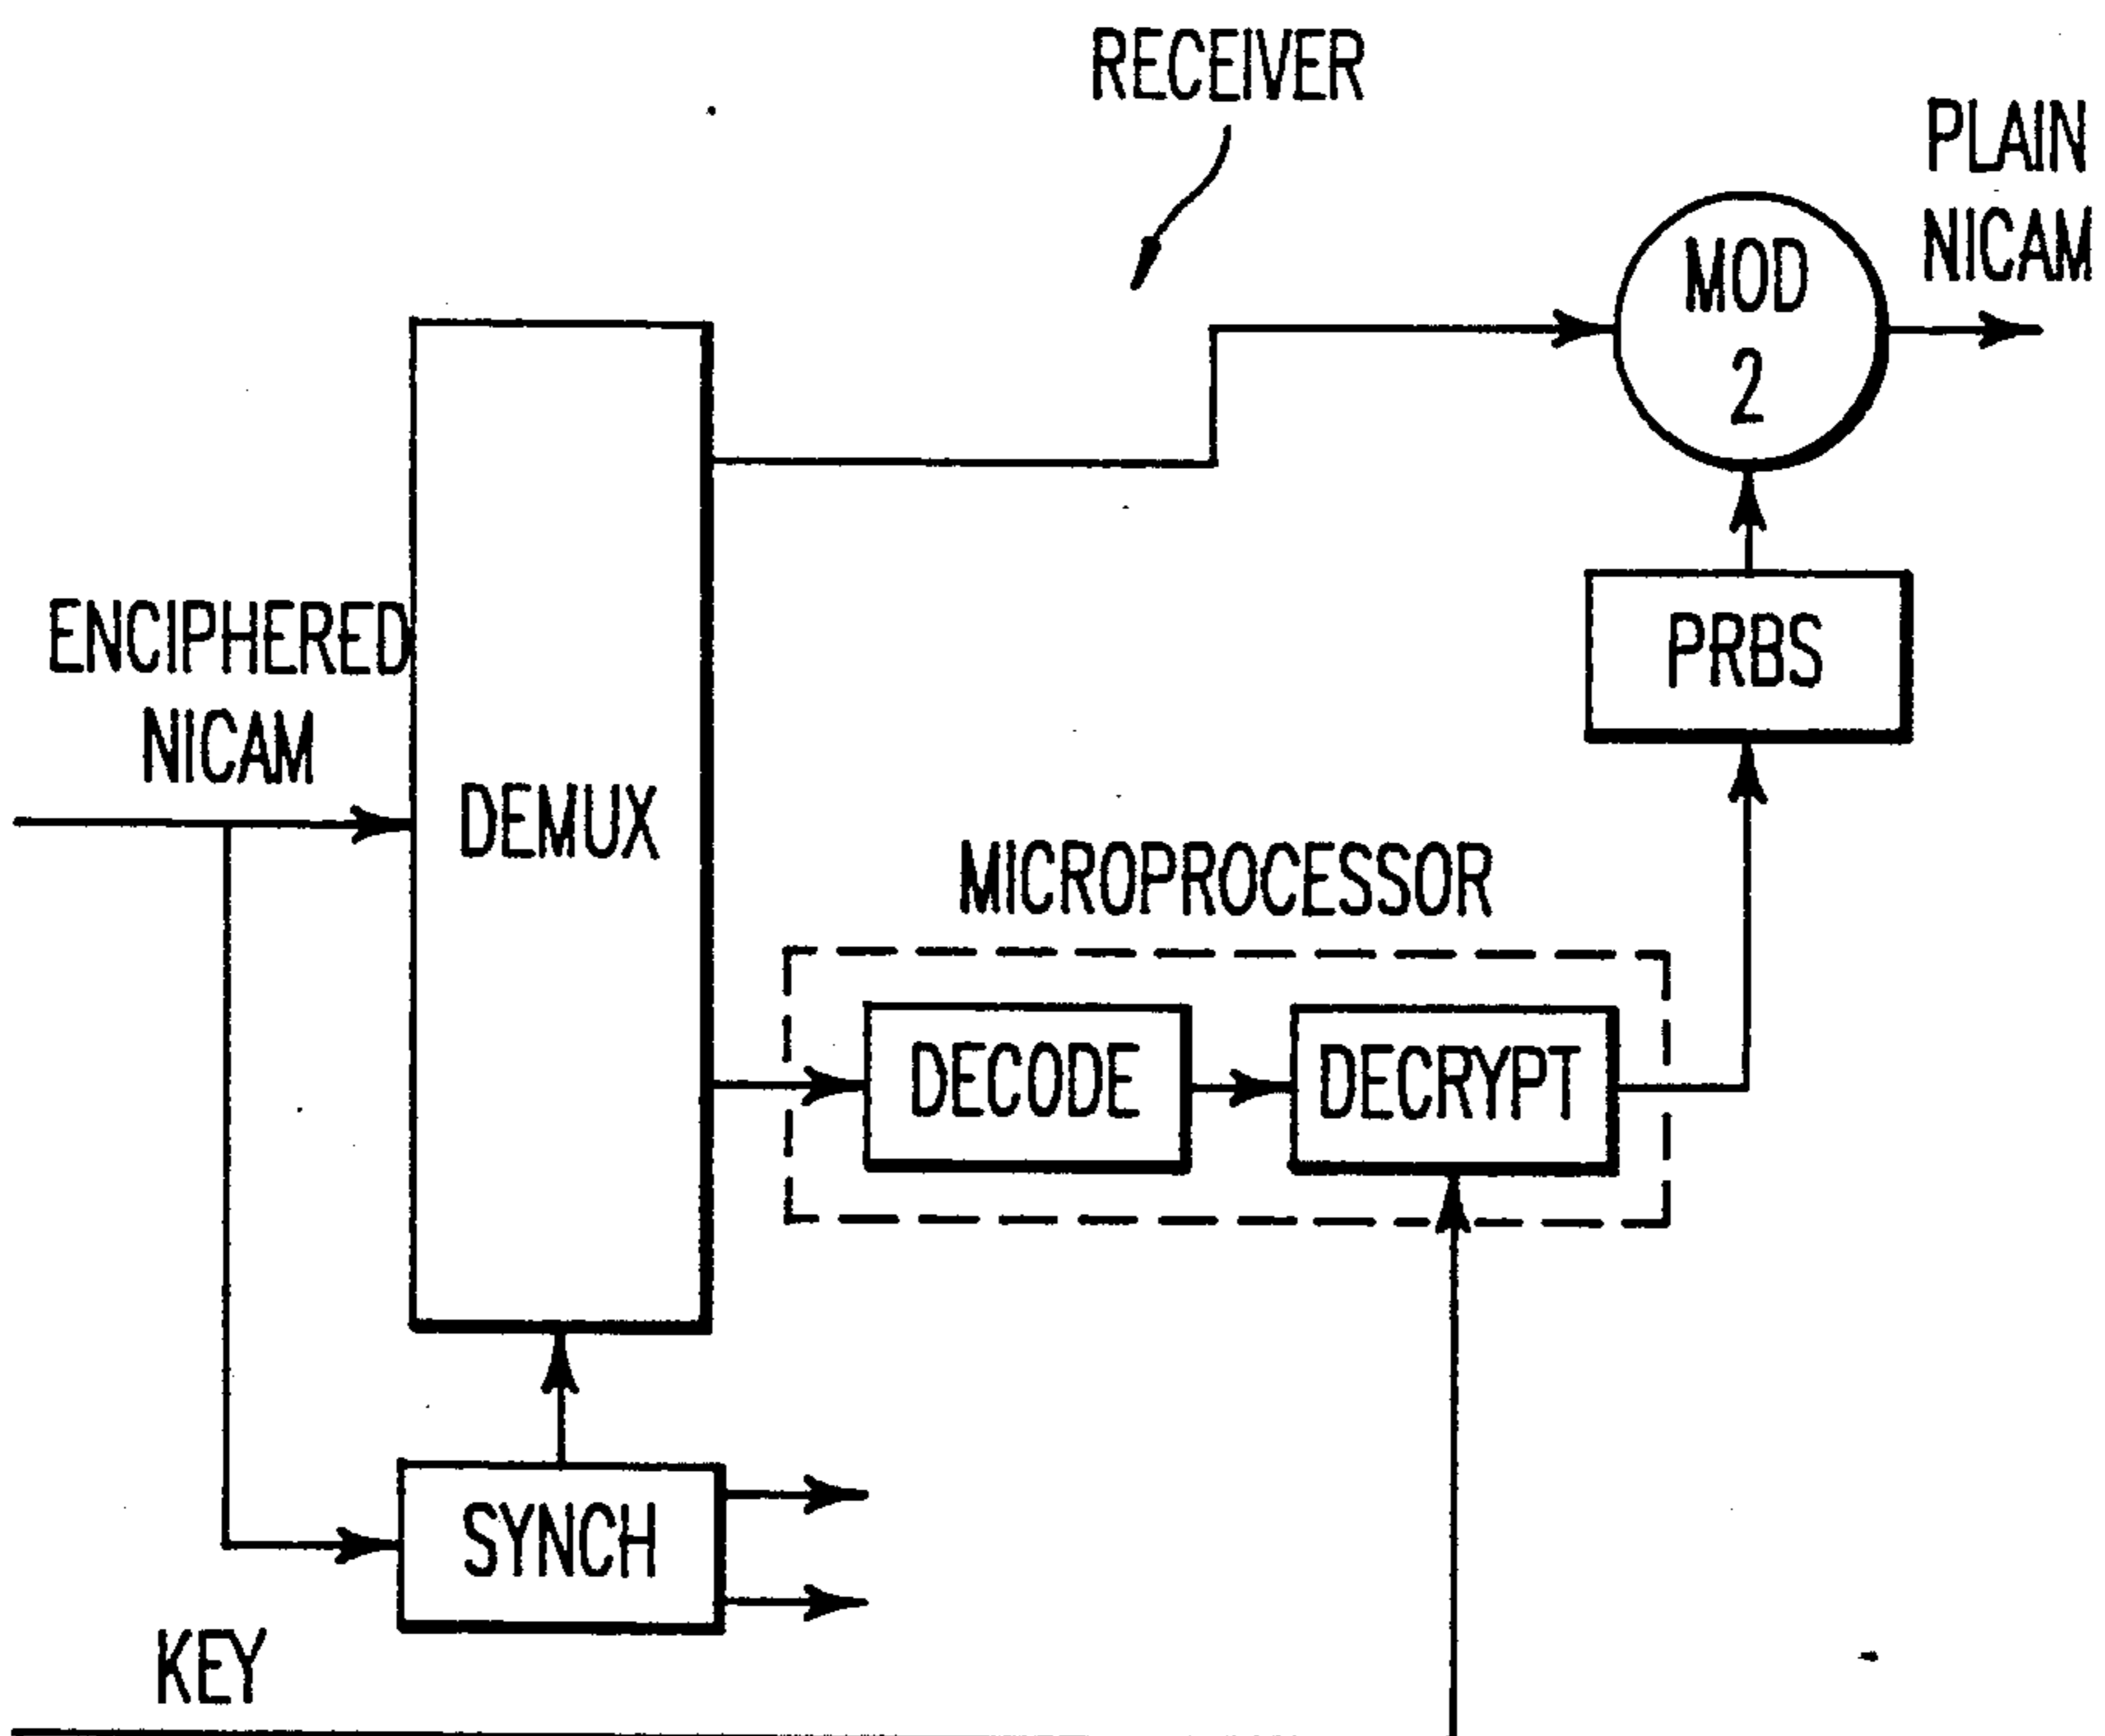 RECEIVER
PLAIN
NICAM
MOD
2
ENCIPHERED
NICAM
PRBS
DEMUX
MICROPROCESSOR
DECODE
DECRYPT
SYNCH
KEY